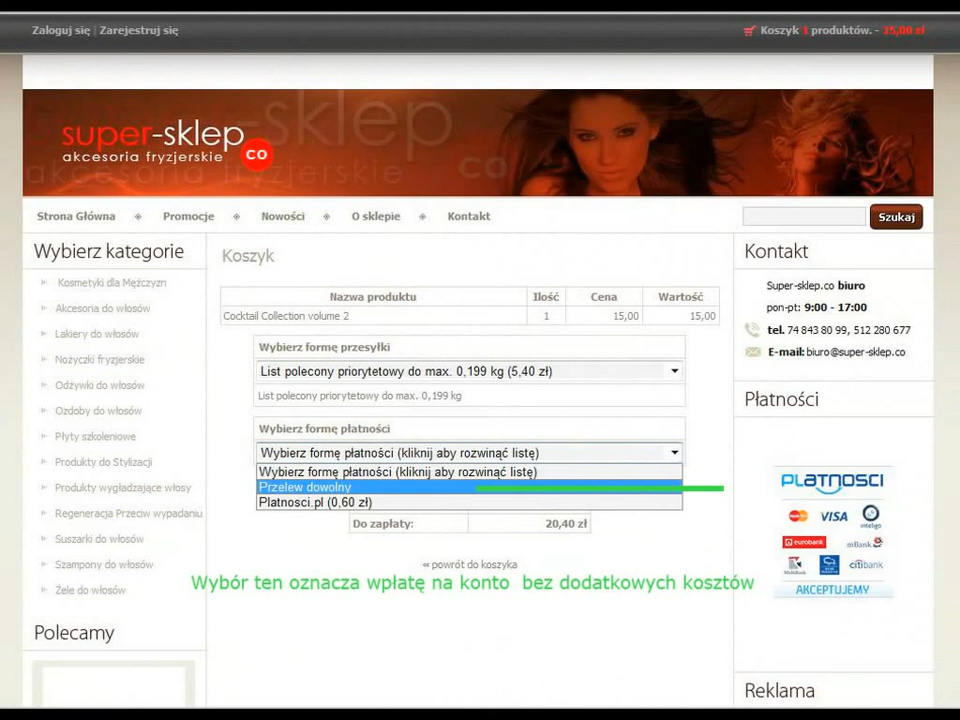 Zaloguj się | Zarejestruj się
Koszyk 1 produktów. - 15,00 zł
super-sklep
co
akcesoria fryzjerskie
Strona Główna
Promocje
Nowości
O sklepie
Kontakt
Szukaj
Wybierz kategorie
Kosmetyki dla Mężczyzn
Akcesoria do włosów
Lakiery do włosów
Nożyczki fryzjerskie
Odżywki do włosów
Ozdoby do włosów
Płyty szkoleniowe
Produkty do Stylizacji
Produkty wygładzające włosy
Regeneracja Przeciw wypadaniu
Suszarki do włosów
Szampony do włosów
Żele do włosów
Polecamy
Koszyk
Nazwa produktu Ilość Cena Wartość
Cocktail Collection volume 2 1 15,00 15,00
Wybierz formę przesyłki
List polecony priorytetowy do max. 0,199 kg (5,40 zł)
List polecony priorytetowy do max. 0,199 kg
Wybierz formę płatności
Wybierz formę płatności (kliknij aby rozwinąć listę)
Wybierz formę płatności (kliknij aby rozwinąć listę)
Przelew dowolny
Platnosci.pl (0,60 zł)
Do zapłaty: 20,40 zł
« powrót do koszyka
Wybór ten oznacza wpłatę na konto bez dodatkowych kosztów
Kontakt
Super-sklep.co biuro
pon-pt: 9:00 - 17:00
tel. 74 843 80 99, 512 280 677
E-mail: biuro@super-sklep.co
Płatności
PŁATNOŚCI
MasterCard VISA inteligo
eurobank mBank
MultiBank citibank
AKCEPTUJEMY
Reklama